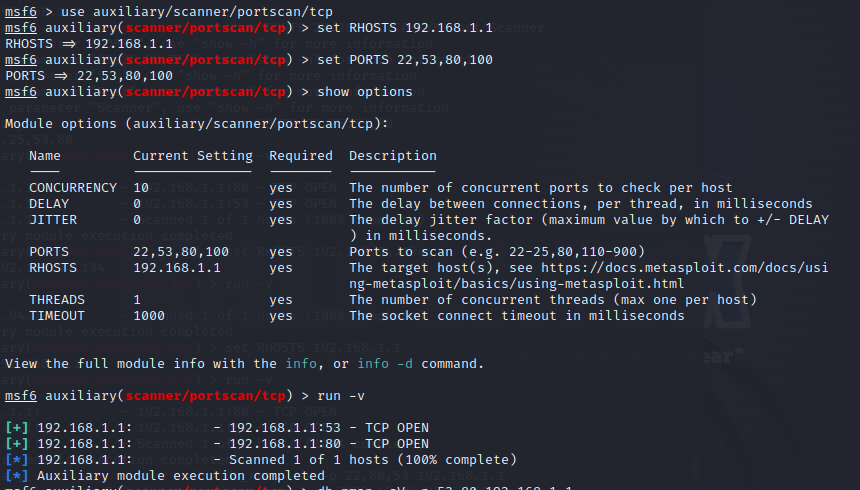 msf6 > use auxiliary/scanner/portscan/tcp
msf6 auxiliary(scanner/portscan/tcp) > set RHOSTS 192.168.1.1
RHOSTS => 192.168.1.1
msf6 auxiliary(scanner/portscan/tcp) > set PORTS 22,53,80,100
PORTS => 22,53,80,100
msf6 auxiliary(scanner/portscan/tcp) > show options
Module options (auxiliary/scanner/portscan/tcp):
Name Current Setting Required Description
CONCURRENCY 10 yes The number of concurrent ports to check per host
DELAY 0 yes The delay between connections, per thread, in milliseconds
JITTER 0 yes The delay jitter factor (maximum value by which to +/- DELAY
) in milliseconds.
PORTS 22,53,80,100 yes Ports to scan (e.g. 22-25,80,110-900)
RHOSTS 192.168.1.1 yes The target host(s), see https://docs.metasploit.com/docs/usi
ng-metasploit/basics/using-metasploit.html
THREADS 1 yes The number of concurrent threads (max one per host)
TIMEOUT 1000 yes The socket connect timeout in milliseconds
View the full module info with the info, or info -d command.
msf6 auxiliary(scanner/portscan/tcp) > run -v
[+] 192.168.1.1: - 192.168.1.1:53 - TCP OPEN
[+] 192.168.1.1: - 192.168.1.1:80 - TCP OPEN
[*] 192.168.1.1: - Scanned 1 of 1 hosts (100% complete)
[*] Auxiliary module execution completed
msf6 auxiliary(scanner/portscan/tcp) >